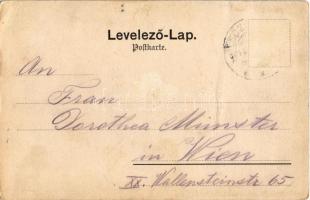 Levelező-Lap.
Postkarte.
An
Frau
Dorothea Münster
in Wien
XX. Wallensteinstr 65